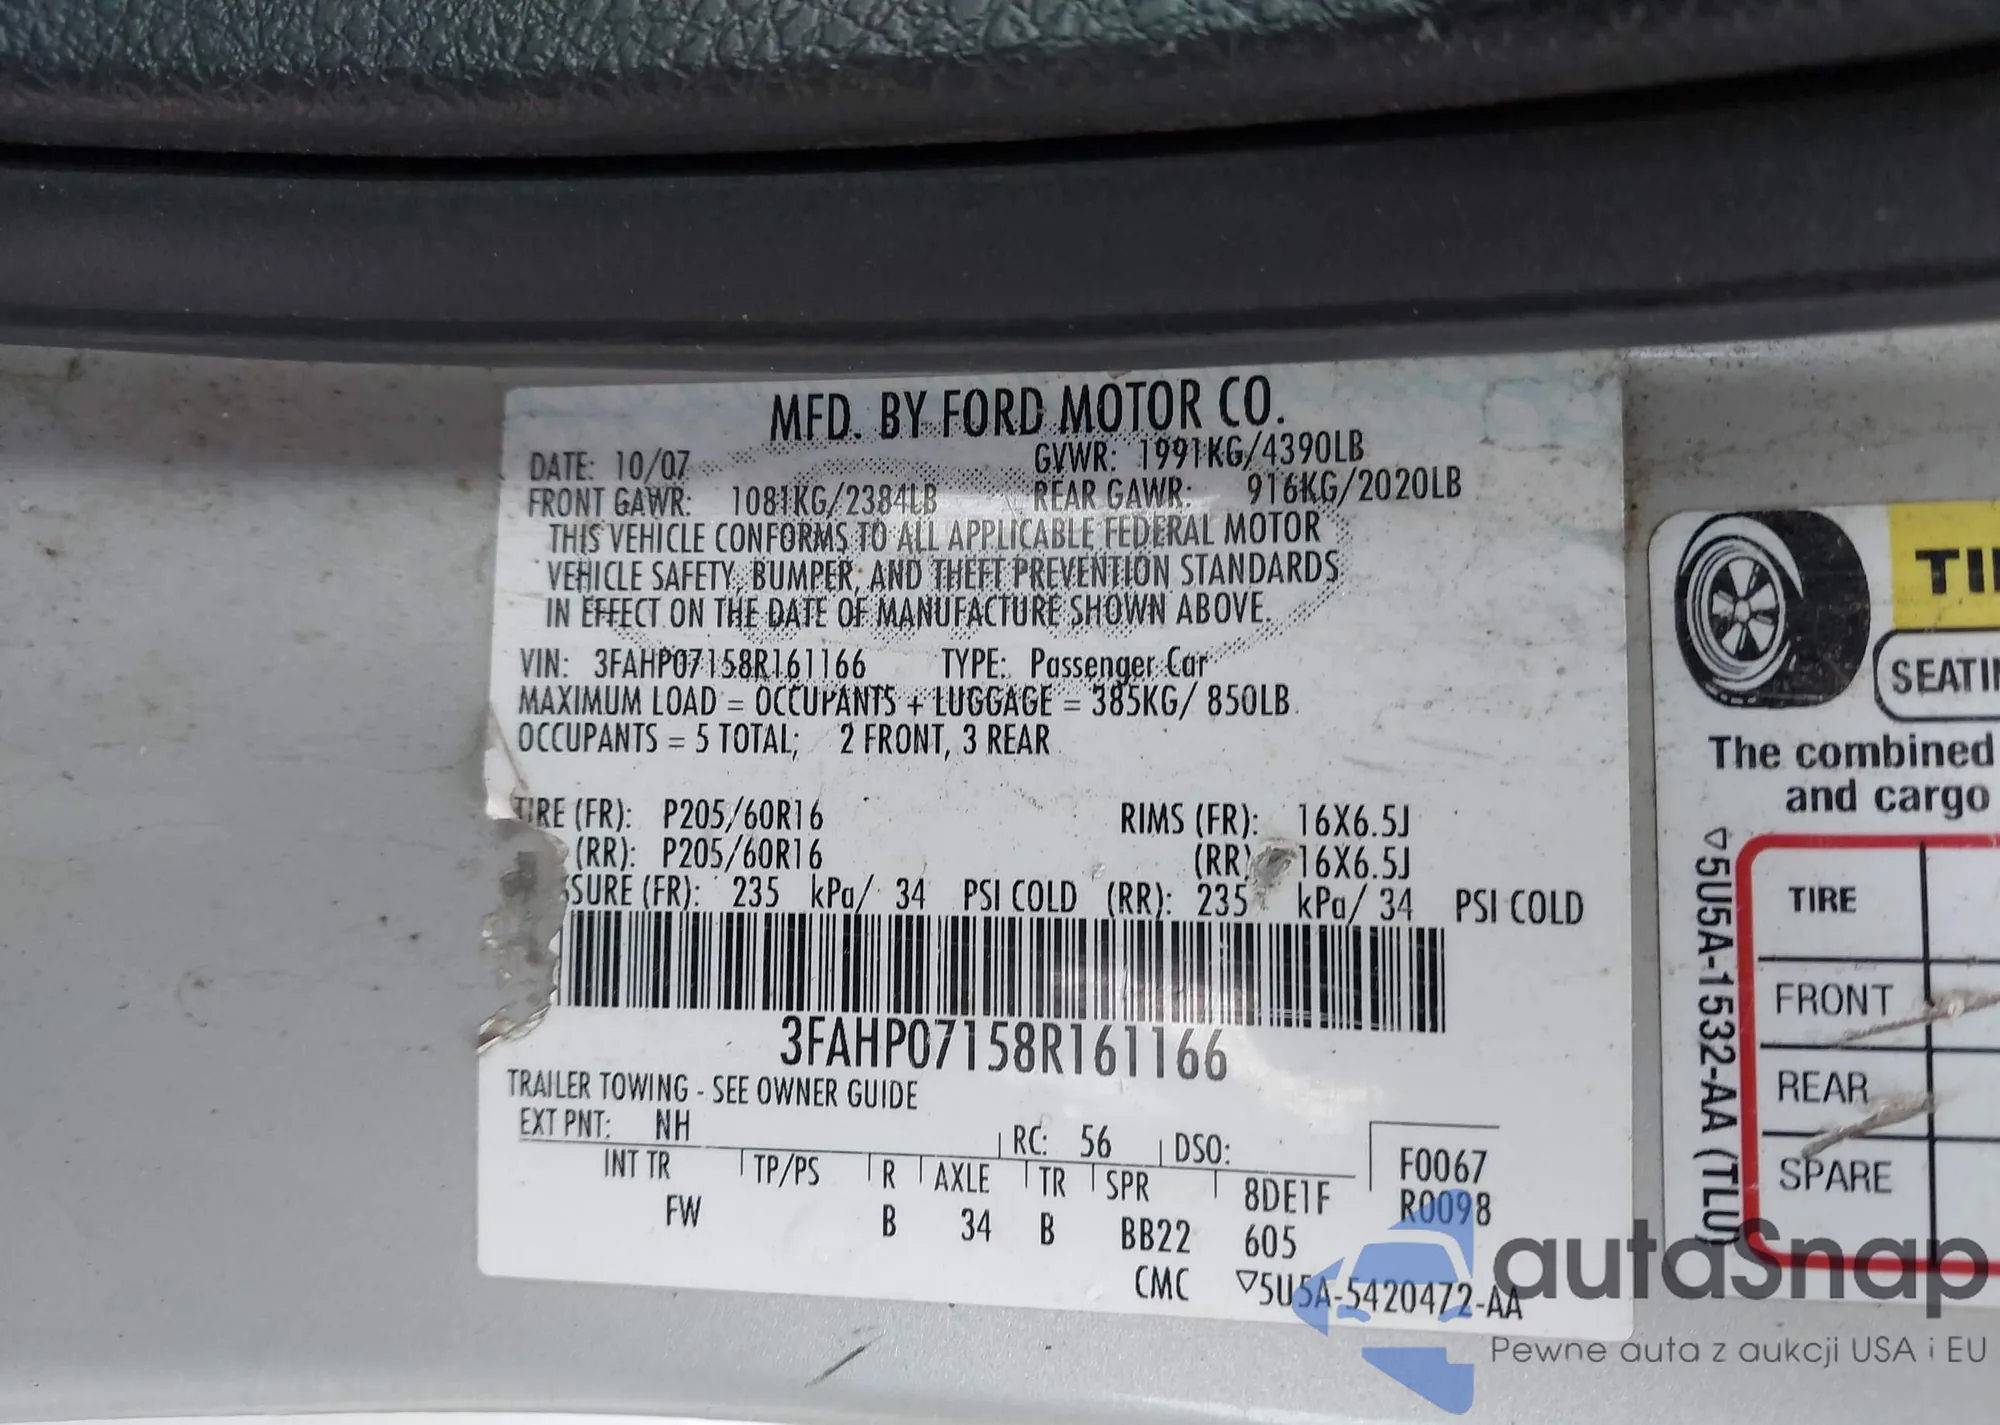 MFD. BY FORD MOTOR CO.
DATE: 10/07 GVWR: 1991KG/4390LB
FRONT GAWR: 1081KG/2384LB REAR GAWR: 916KG/2020LB
THIS VEHICLE CONFORMS TO ALL APPLICABLE FEDERAL MOTOR
VEHICLE SAFETY, BUMPER, AND THEFT PREVENTION STANDARDS
IN EFFECT ON THE DATE OF MANUFACTURE SHOWN ABOVE.
VIN: 3FAHP07158R161166 TYPE: Passenger Car
MAXIMUM LOAD = OCCUPANTS + LUGGAGE = 385KG/ 850LB
OCCUPANTS = 5 TOTAL; 2 FRONT, 3 REAR
TIRE (FR): P205/60R16 RIMS (FR): 16X6.5J
(RR): P205/60R16 (RR) 16X6.5J
SURE (FR): 235 kPa/ 34 PSI COLD (RR): 235 kPa/ 34 PSI COLD
3FAHP07158R161166
TRAILER TOWING - SEE OWNER GUIDE
EXT PNT: NH RC: 56 DSO:
INT TR TP/PS R AXLE TR SPR 8DE1F F0067
FW B 34 B BB22 605 R0098
CMC ▽5U5A-5420472-AA
TI
SEATI
The combined
and cargo
▽5U5A-1532-AA (TLU)
TIRE
FRONT
REAR
SPARE
autoSnap
Pewne auta z aukcji USA i EU